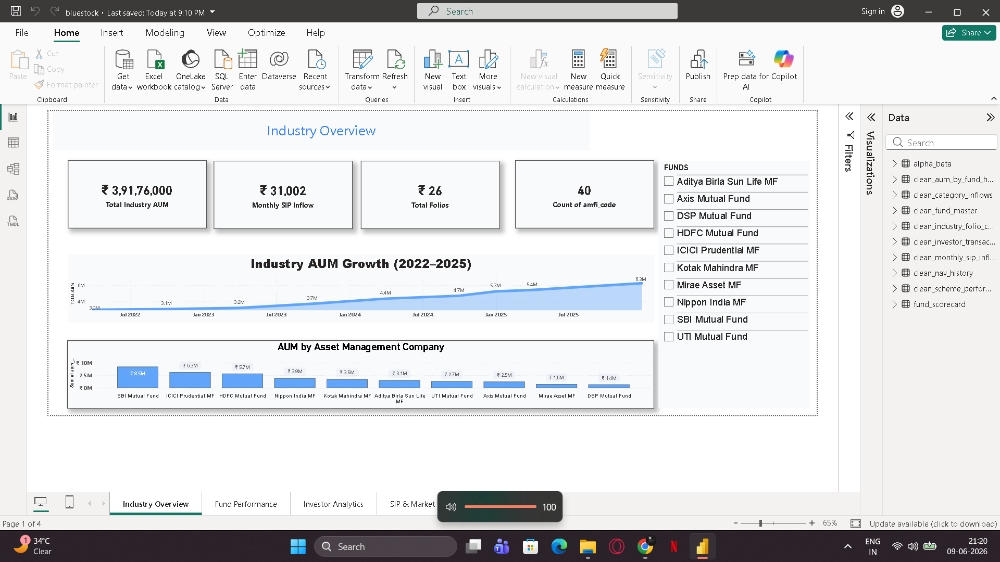 bluestock • Last saved: Today at 9:10 PM
Search
Sign in
File
Home
Insert
Modeling
View
Optimize
Help
Share
Paste
Cut
Copy
Format painter
Clipboard
Get data
Excel workbook
OneLake catalog
SQL Server
Enter data
Dataverse
Recent sources
Data
Transform data
Refresh
Queries
New visual
Text box
More visuals
Insert
New visual calculation
New measure
Quick measure
Calculations
Sensitivity
Sensitivity
Publish
Share
Prep data for AI
Copilot
Copilot
Industry Overview
₹ 3,91,76,000
Total Industry AUM
₹ 31,002
Monthly SIP Inflow
₹ 26
Total Folios
40
Count of amfi_code
FUNDS
Aditya Birla Sun Life MF
Axis Mutual Fund
DSP Mutual Fund
HDFC Mutual Fund
ICICI Prudential MF
Kotak Mahindra MF
Mirae Asset MF
Nippon India MF
SBI Mutual Fund
UTI Mutual Fund
Industry AUM Growth (2022–2025)
Total Aum
6M
4M
3.0M
3.1M
3.2M
3.7M
4.4M
4.7M
5.3M
5.4M
6.3M
Jul 2022
Jan 2023
Jul 2023
Jan 2024
Jul 2024
Jan 2025
Jul 2025
AUM by Asset Management Company
Sum of aum_...
₹ 10M
₹ 5M
₹ 0M
₹ 8.5M
₹ 6.3M
₹ 5.7M
₹ 3.9M
₹ 3.5M
₹ 3.1M
₹ 2.7M
₹ 2.5M
₹ 1.6M
₹ 1.4M
SBI Mutual Fund
ICICI Prudential MF
HDFC Mutual Fund
Nippon India MF
Kotak Mahindra MF
Aditya Birla Sun Life
MF
UTI Mutual Fund
Axis Mutual Fund
Mirae Asset MF
DSP Mutual Fund
Filters
Visualizations
Data
Search
alpha_beta
clean_aum_by_fund_h...
clean_category_inflows
clean_fund_master
clean_industry_folio_c...
clean_investor_transac...
clean_monthly_sip_infl...
clean_nav_history
clean_scheme_perfor...
fund_scorecard
DAX
TMDL
Industry Overview
Fund Performance
Investor Analytics
SIP & Market
100
Page 1 of 4
65%
Update available (click to download)
1
34°C
Clear
Search
ENG
IN
21:20
09-06-2026